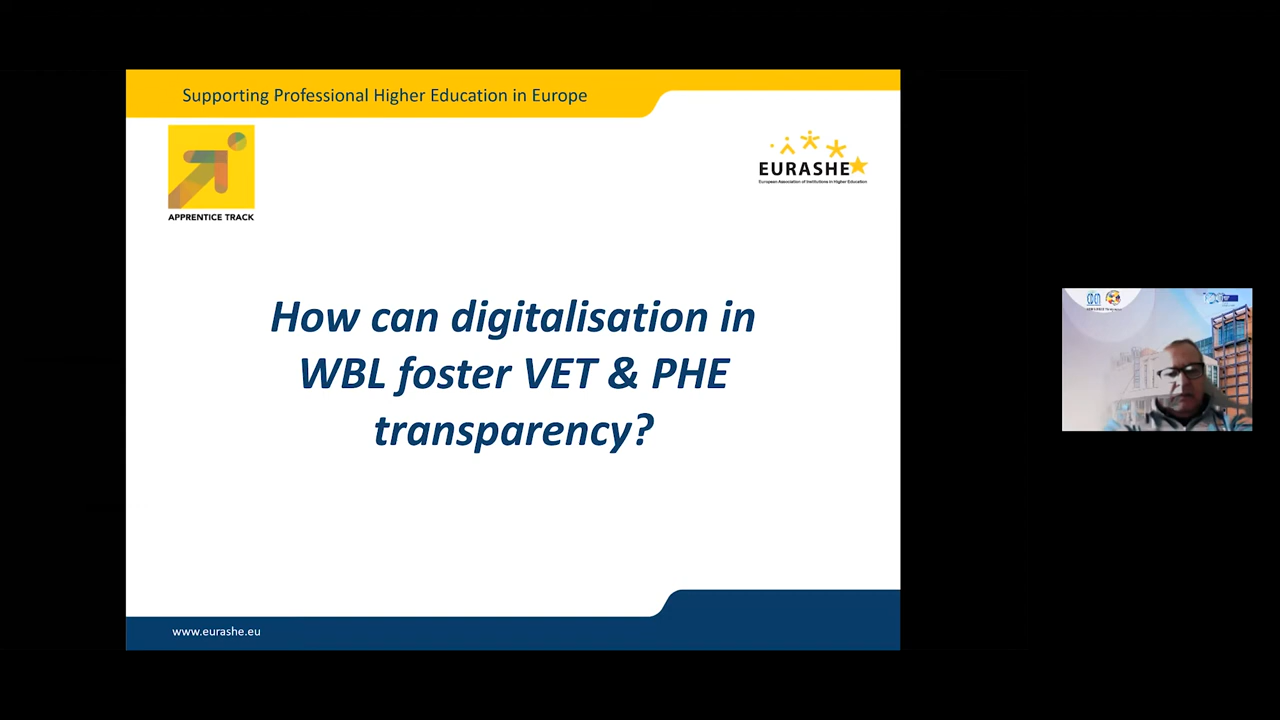 Supporting Professional Higher Education in Europe
APPRENTICE TRACK
EURASHE
European Association of Institutions in Higher Education
How can digitalisation in
WBL foster VET & PHE
transparency?
www.eurashe.eu